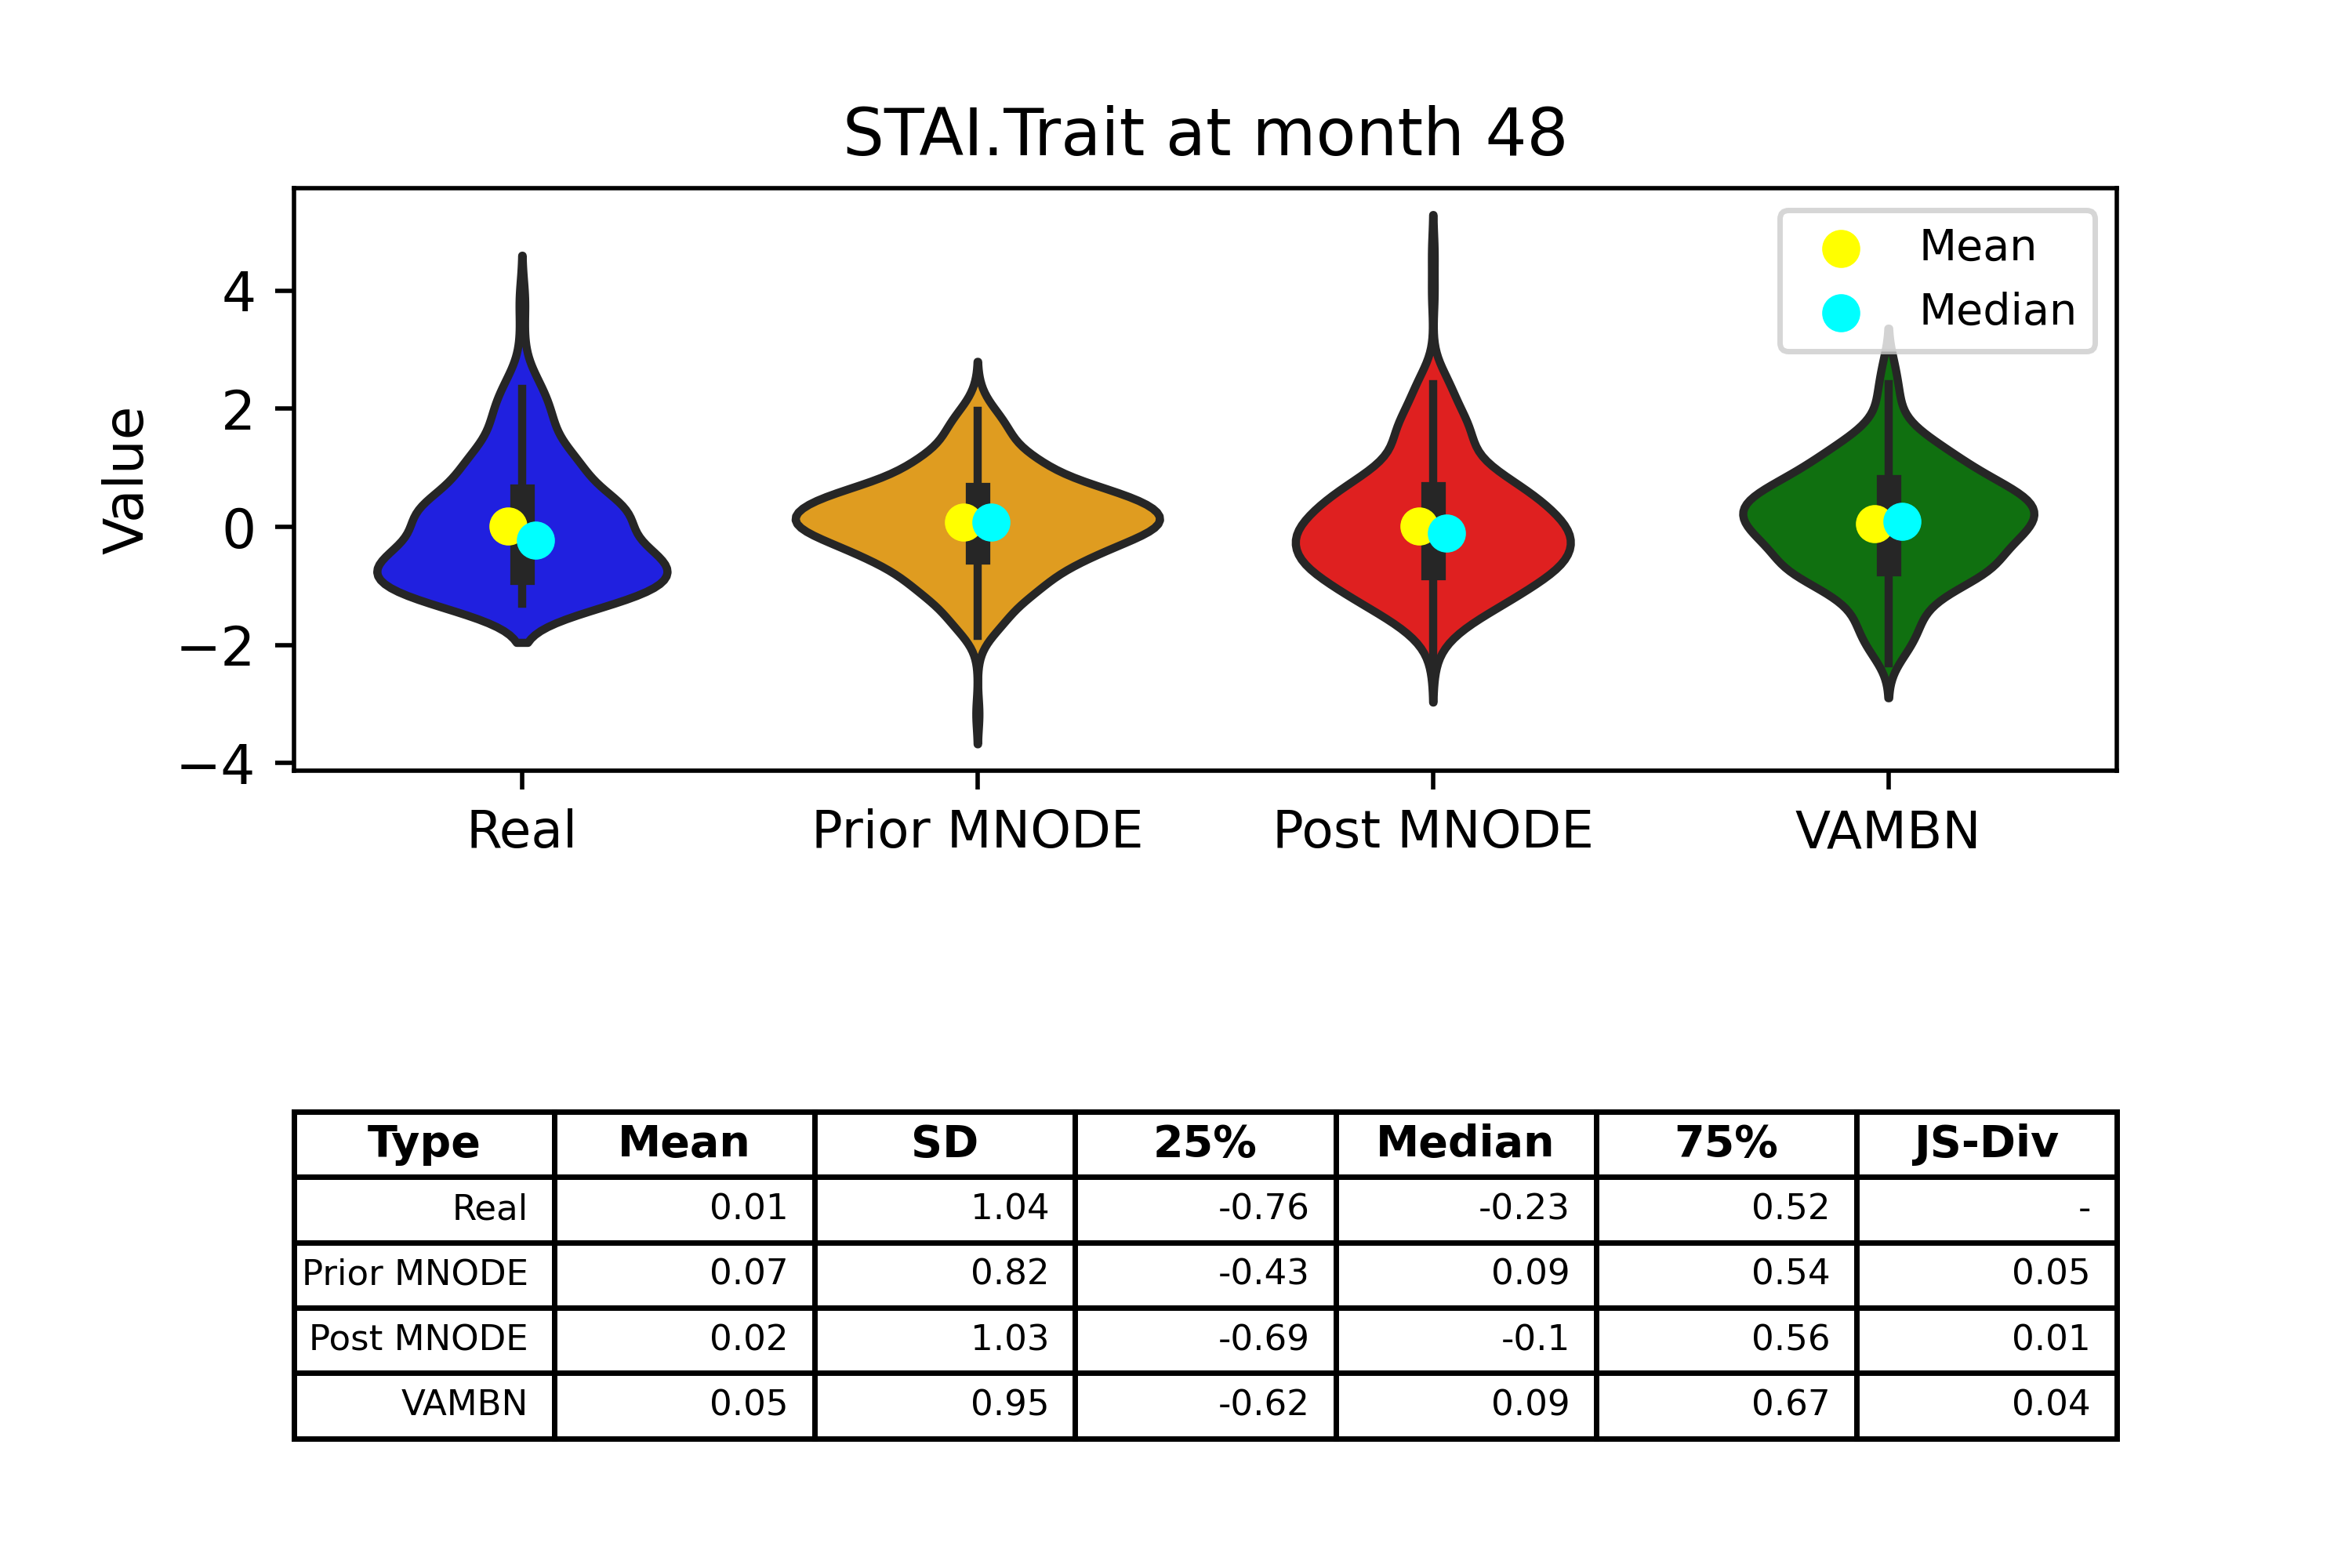 STAI.Trait at month 48
Mean
Median
Value
4
2
0
−2
−4
Real Prior MNODE Post MNODE VAMBN
Type Mean SD 25% Median 75% JS-Div
Real 0.01 1.04 -0.76 -0.23 0.52 -
Prior MNODE 0.07 0.82 -0.43 0.09 0.54 0.05
Post MNODE 0.02 1.03 -0.69 -0.1 0.56 0.01
VAMBN 0.05 0.95 -0.62 0.09 0.67 0.04